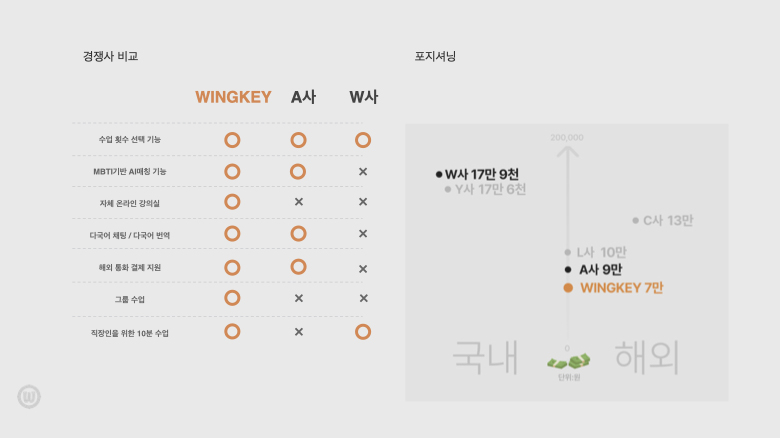 경쟁사 비교
WINGKEY A사 W사
수업 횟수 선택 기능
MBTI기반 AI매칭 기능
자체 온라인 강의실
다국어 채팅 / 다국어 번역
해외 통화 결제 지원
그룹 수업
직장인을 위한 10분 수업
포지셔닝
200,000
W사 17만 9천
Y사 17만 6천
C사 13만
L사 10만
A사 9만
WINGKEY 7만
국내 0 해외
단위:원
W